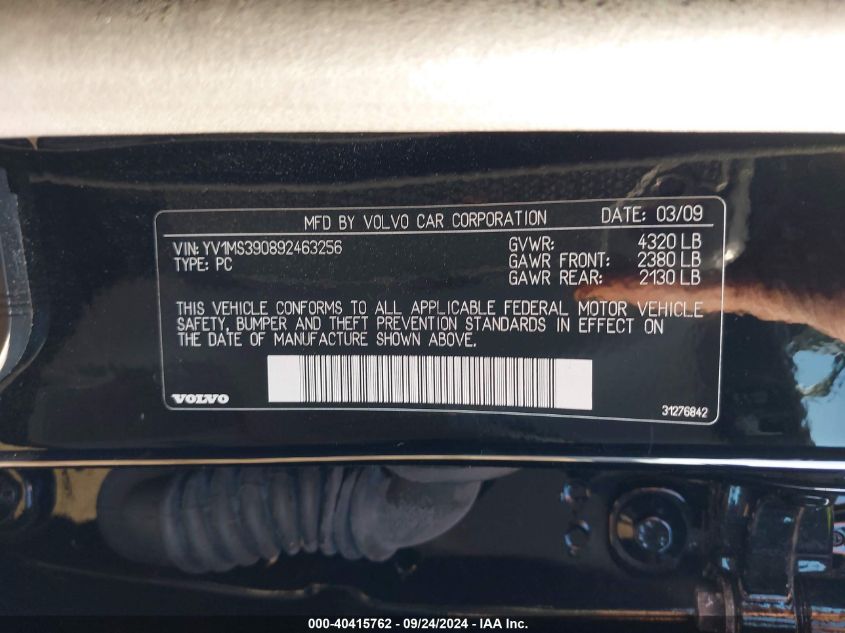 MFD BY VOLVO CAR CORPORATION DATE: 03/09
VIN: YV1MS390892463256 GVWR: 4320 LB
TYPE: PC GAWR FRONT: 2380 LB
GAWR REAR: 2130 LB
THIS VEHICLE CONFORMS TO ALL APPLICABLE FEDERAL MOTOR VEHICLE
SAFETY, BUMPER AND THEFT PREVENTION STANDARDS IN EFFECT ON
THE DATE OF MANUFACTURE SHOWN ABOVE.
VOLVO 31276842
000-40415762 - 09/24/2024 - IAA Inc.